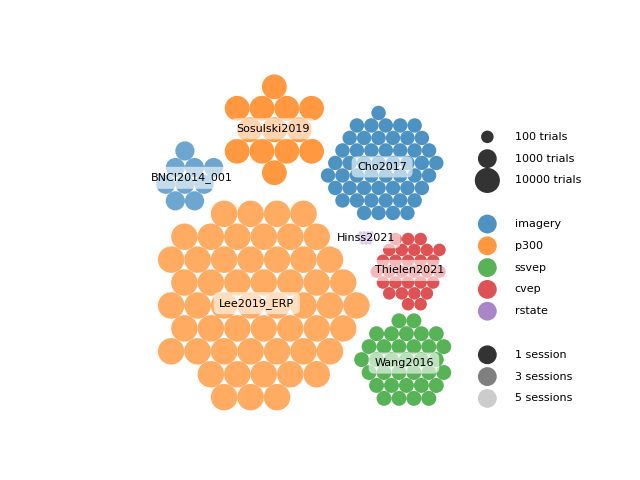 Sosulski2019
Cho2017
BNCI2014_001
Hinss2021
Thielen2021
Lee2019_ERP
Wang2016
100 trials
1000 trials
10000 trials
imagery
p300
ssvep
cvep
rstate
1 session
3 sessions
5 sessions